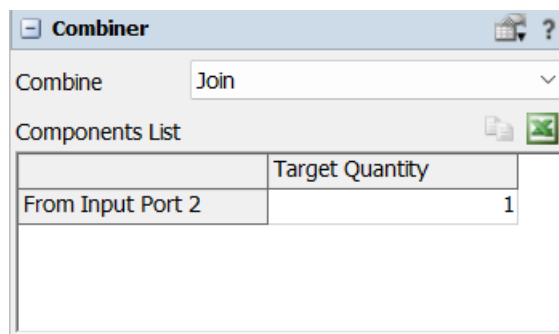 Combiner ?
Combine Join
Components List
Target Quantity
From Input Port 2 1